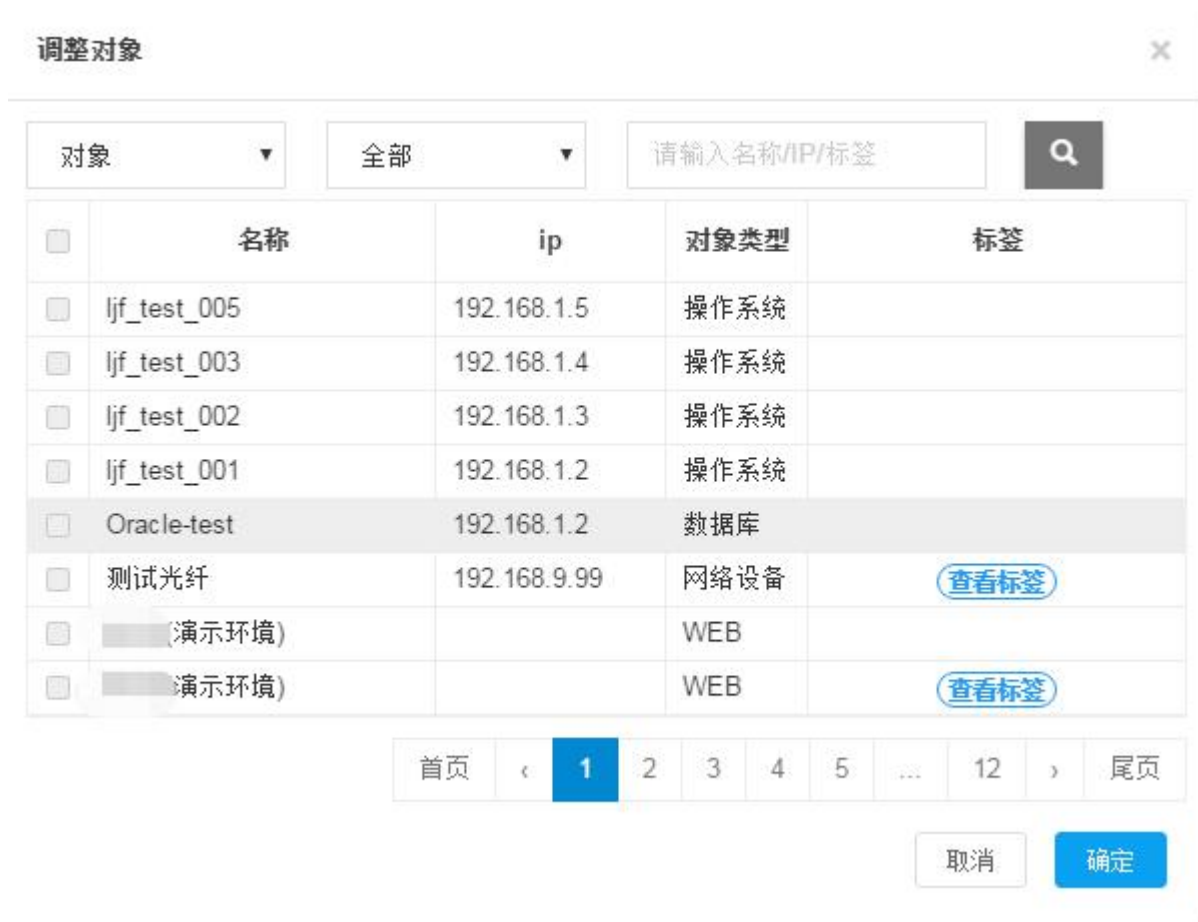 调整对象 ×
对象 ▼ 全部 ▼ 请输入名称/IP/标签
名称 ip 对象类型 标签
ljf_test_005 192.168.1.5 操作系统
ljf_test_003 192.168.1.4 操作系统
ljf_test_002 192.168.1.3 操作系统
ljf_test_001 192.168.1.2 操作系统
Oracle-test 192.168.1.2 数据库
测试光纤 192.168.9.99 网络设备 查看标签
(演示环境) WEB
演示环境) WEB 查看标签
首页 ‹ 1 2 3 4 5 ... 12 › 尾页
取消 确定